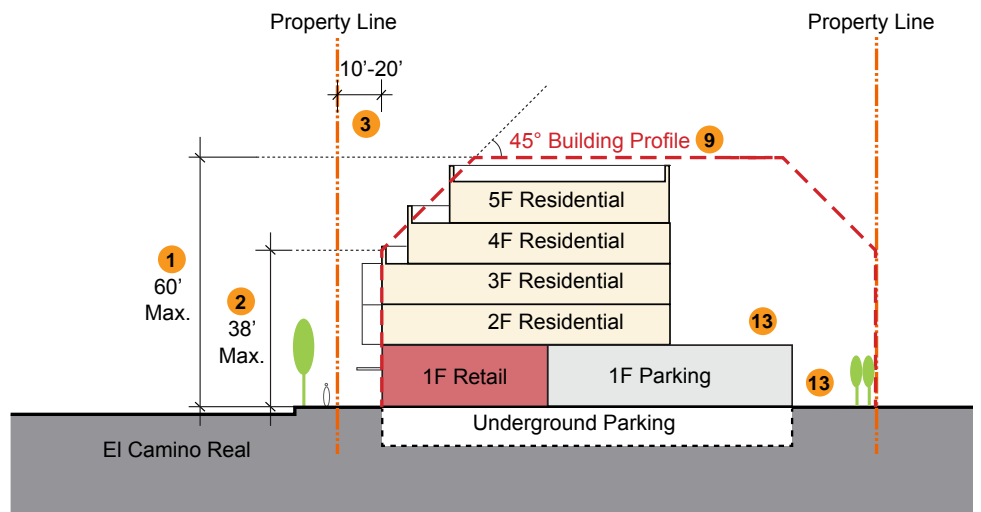 Property Line
Property Line
10’-20’
3
45° Building Profile 9
5F Residential
4F Residential
1
60’
Max.
3F Residential
2
38’
Max.
2F Residential
13
1F Retail
1F Parking
13
Underground Parking
El Camino Real